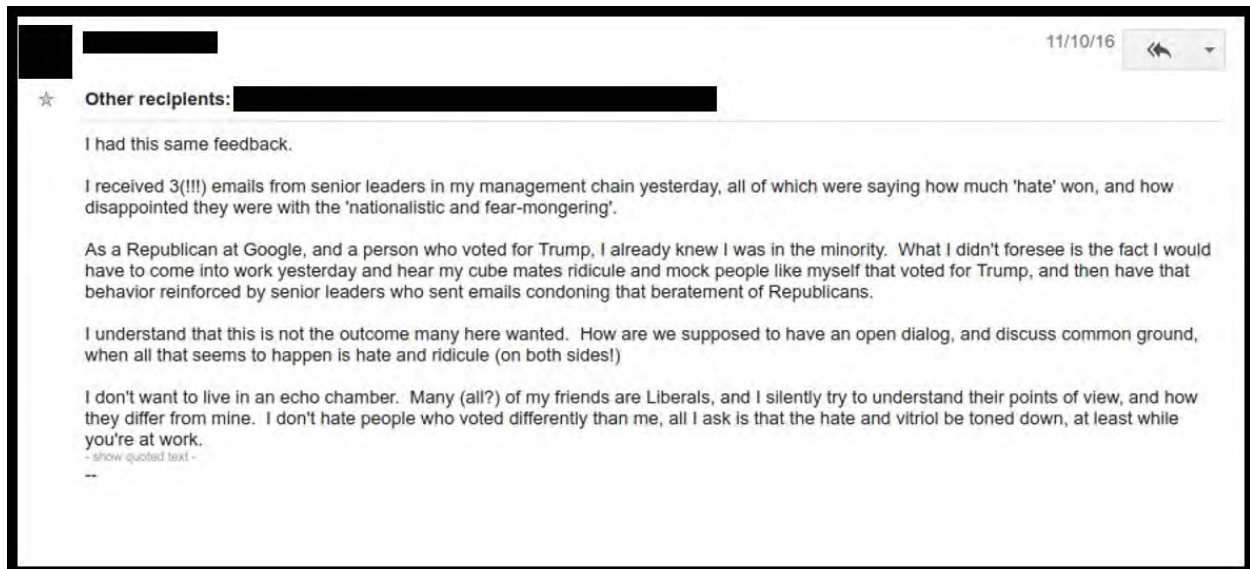 11/10/16
Other recipients:
I had this same feedback.
I received 3(!!!) emails from senior leaders in my management chain yesterday, all of which were saying how much 'hate' won, and how
disappointed they were with the 'nationalistic and fear-mongering'.
As a Republican at Google, and a person who voted for Trump, I already knew I was in the minority.  What I didn't foresee is the fact I would
have to come into work yesterday and hear my cube mates ridicule and mock people like myself that voted for Trump, and then have that
behavior reinforced by senior leaders who sent emails condoning that beratement of Republicans.
I understand that this is not the outcome many here wanted.  How are we supposed to have an open dialog, and discuss common ground,
when all that seems to happen is hate and ridicule (on both sides!)
I don't want to live in an echo chamber.  Many (all?) of my friends are Liberals, and I silently try to understand their points of view, and how
they differ from mine.  I don't hate people who voted differently than me, all I ask is that the hate and vitriol be toned down, at least while
you're at work.
- show quoted text -
--